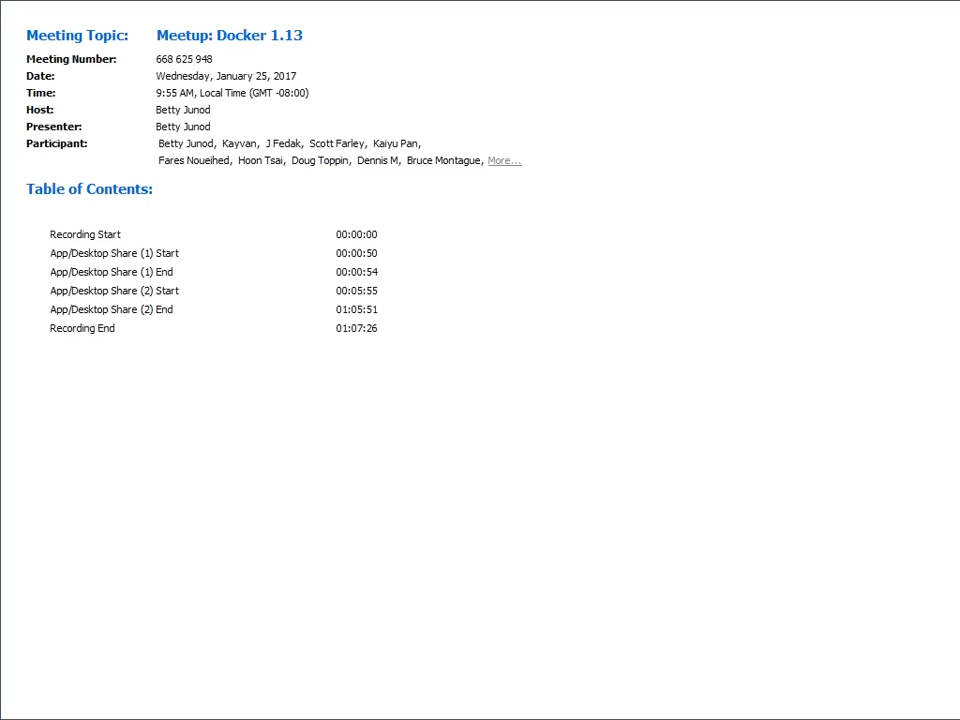 Meeting Topic: Meetup: Docker 1.13
Meeting Number: 668 625 948
Date: Wednesday, January 25, 2017
Time: 9:55 AM, Local Time (GMT -08:00)
Host: Betty Junod
Presenter: Betty Junod
Participant: Betty Junod, Kayvan, J Fedak, Scott Farley, Kaiyu Pan,
Fares Noueihed, Hoon Tsai, Doug Toppin, Dennis M, Bruce Montague, More...
Table of Contents:
Recording Start 00:00:00
App/Desktop Share (1) Start 00:00:50
App/Desktop Share (1) End 00:00:54
App/Desktop Share (2) Start 00:05:55
App/Desktop Share (2) End 01:05:51
Recording End 01:07:26